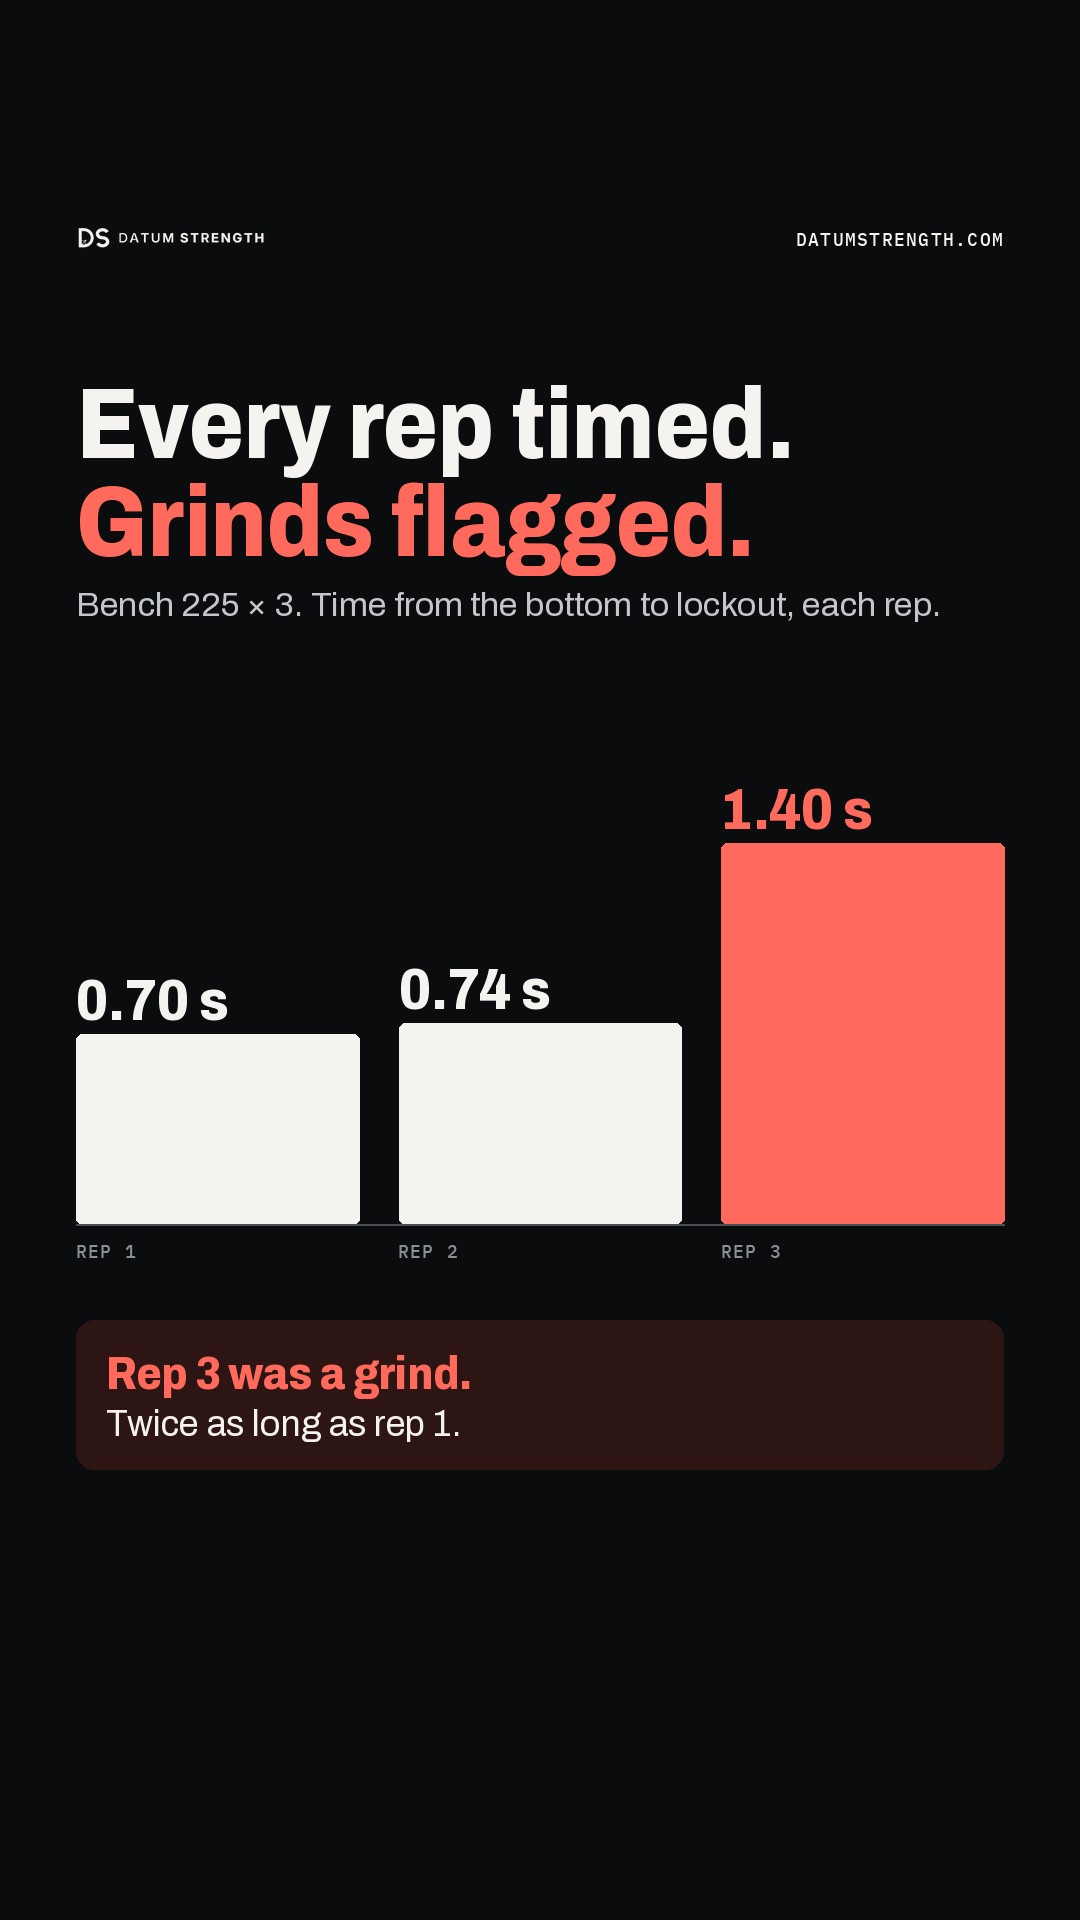 DS DATUM STRENGTH
DATUMSTRENGTH.COM
Every rep timed.
Grinds flagged.
Bench 225 × 3. Time from the bottom to lockout, each rep.
0.70 s
0.74 s
1.40 s
REP 1
REP 2
REP 3
Rep 3 was a grind.
Twice as long as rep 1.